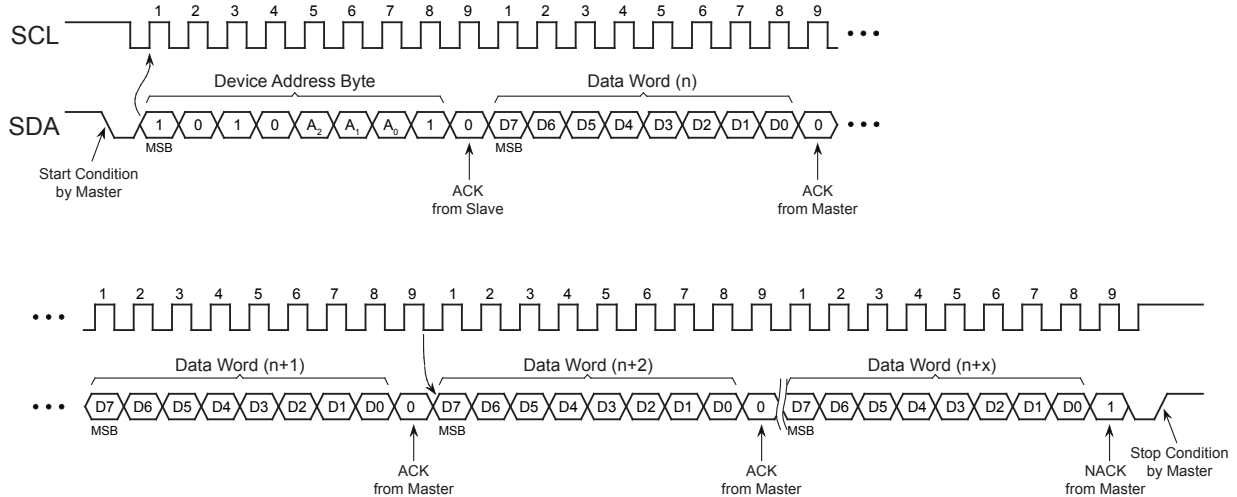 1 2 3 4 5 6 7 8 9 1 2 3 4 5 6 7 8 9
SCL
Device Address Byte Data Word (n)
SDA 1 0 1 0 A2 A1 A0 1 0 D7 D6 D5 D4 D3 D2 D1 D0 0
MSB MSB
Start Condition
by Master
ACK
from Slave
ACK
from Master
1 2 3 4 5 6 7 8 9 1 2 3 4 5 6 7 8 9 1 2 3 4 5 6 7 8 9
Data Word (n+1) Data Word (n+2) Data Word (n+x)
D7 D6 D5 D4 D3 D2 D1 D0 0 D7 D6 D5 D4 D3 D2 D1 D0 0 D7 D6 D5 D4 D3 D2 D1 D0 1
MSB MSB MSB
ACK
from Master
ACK
from Master
NACK
from Master
Stop Condition
by Master